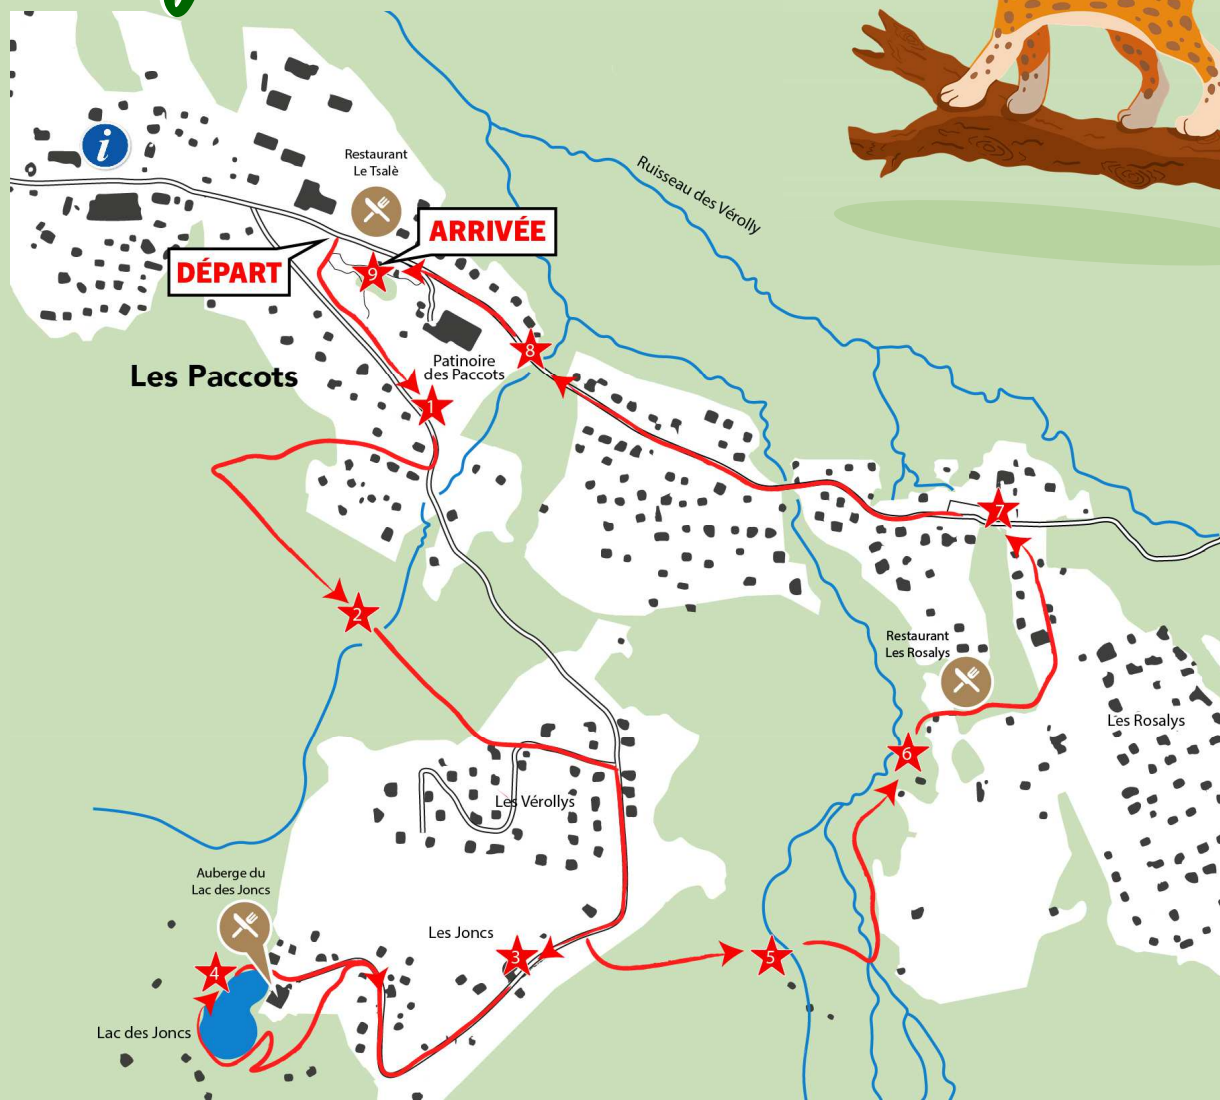 i
Restaurant
Le Tsalè
Ruisseau des Vérolly
ARRIVÉE
DÉPART
9
8
Patinoire
des Paccots
Les Paccots
1
7
2
Restaurant
Les Rosalys
Les Rosalys
6
Les Vérollys
Auberge du
Lac des Joncs
Les Joncs
3
5
4
Lac des Joncs